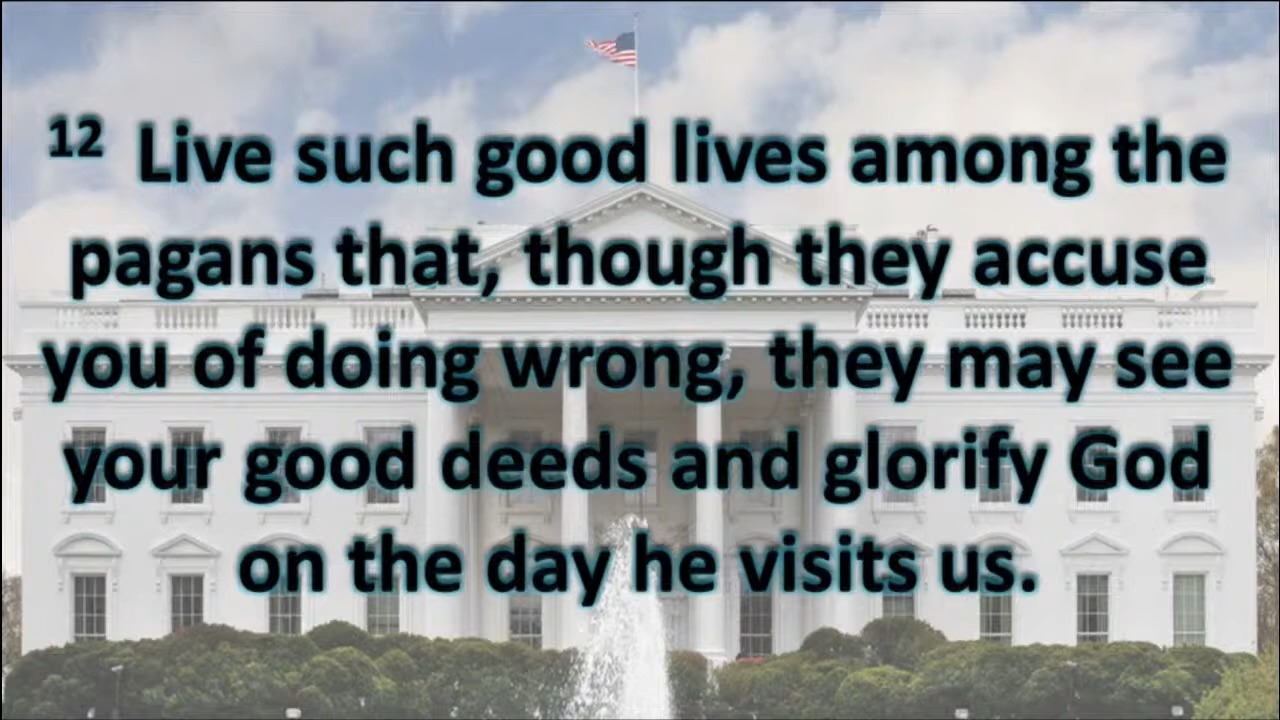 12 Live such good lives among the
pagans that, though they accuse
you of doing wrong, they may see
your good deeds and glorify God
on the day he visits us.